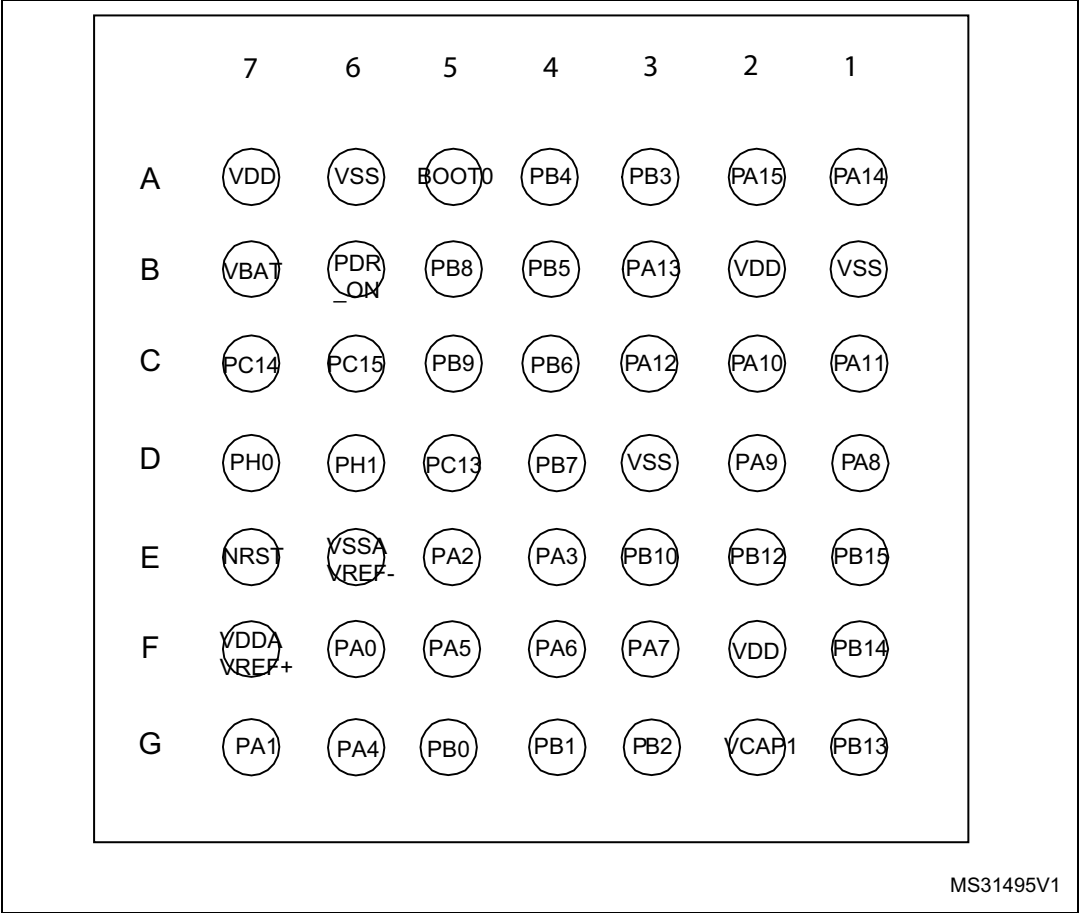 7 6 5 4 3 2 1
A VDD VSS BOOT0 PB4 PB3 PA15 PA14
B VBAT PDR _ON PB8 PB5 PA13 VDD VSS
C PC14 PC15 PB9 PB6 PA12 PA10 PA11
D PH0 PH1 PC13 PB7 VSS PA9 PA8
E NRST VSSA VREF- PA2 PA3 PB10 PB12 PB15
F VDDA VREF+ PA0 PA5 PA6 PA7 VDD PB14
G PA1 PA4 PB0 PB1 PB2 VCAP1 PB13
MS31495V1